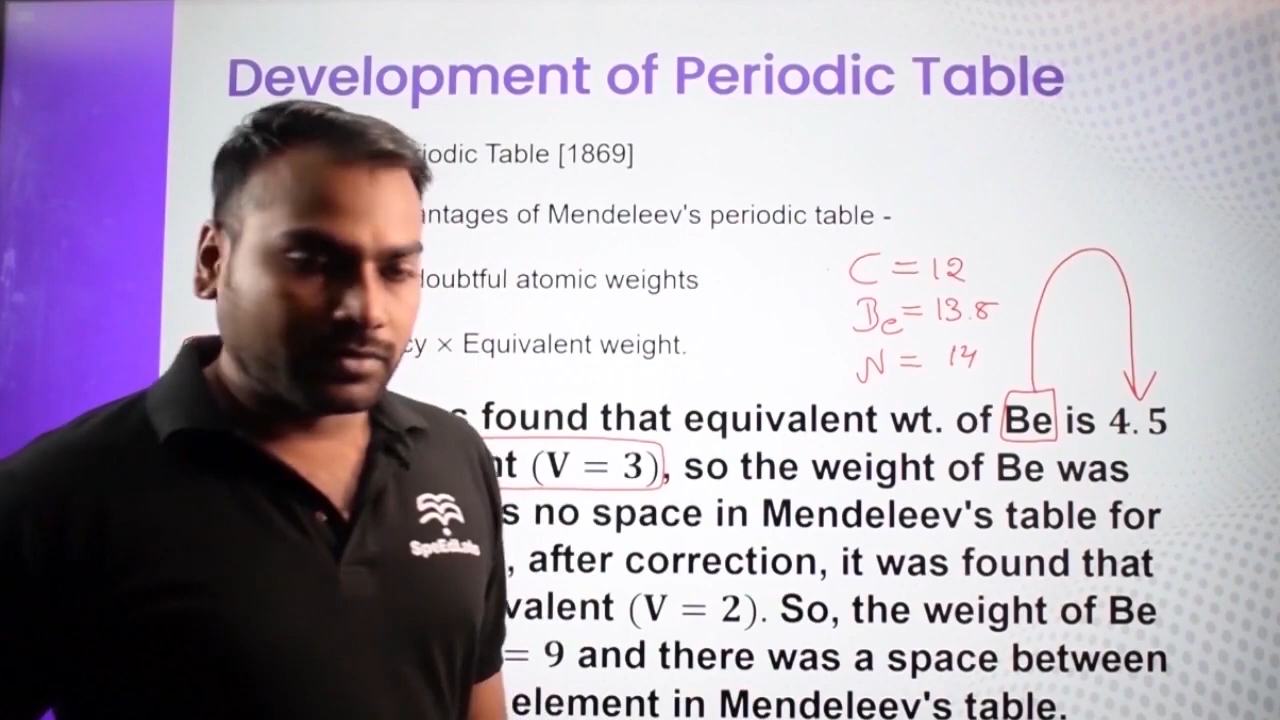 Development of Periodic Table
iodic Table [1869]
ntages of Mendeleev's periodic table -
doubtful atomic weights
cy × Equivalent weight.
C = 12
Be = 13.8
N = 14
s found that equivalent wt. of Be is 4.5
nt (V = 3), so the weight of Be was
s no space in Mendeleev's table for
, after correction, it was found that
valent (V = 2). So, the weight of Be
= 9 and there was a space between
element in Mendeleev's table.
SpeEdLabs